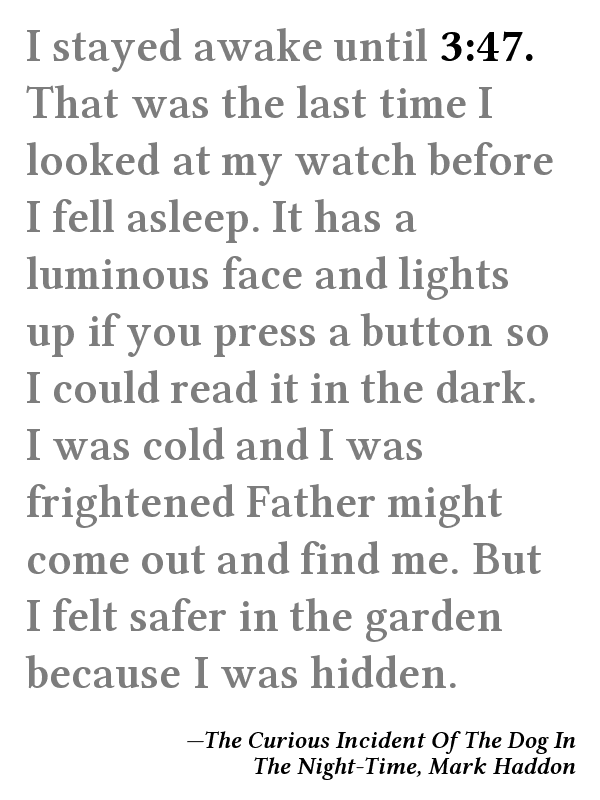 I stayed awake until 3:47.
That was the last time I
looked at my watch before
I fell asleep. It has a
luminous face and lights
up if you press a button so
I could read it in the dark.
I was cold and I was
frightened Father might
come out and find me. But
I felt safer in the garden
because I was hidden.
—The Curious Incident Of The Dog In
The Night-Time, Mark Haddon